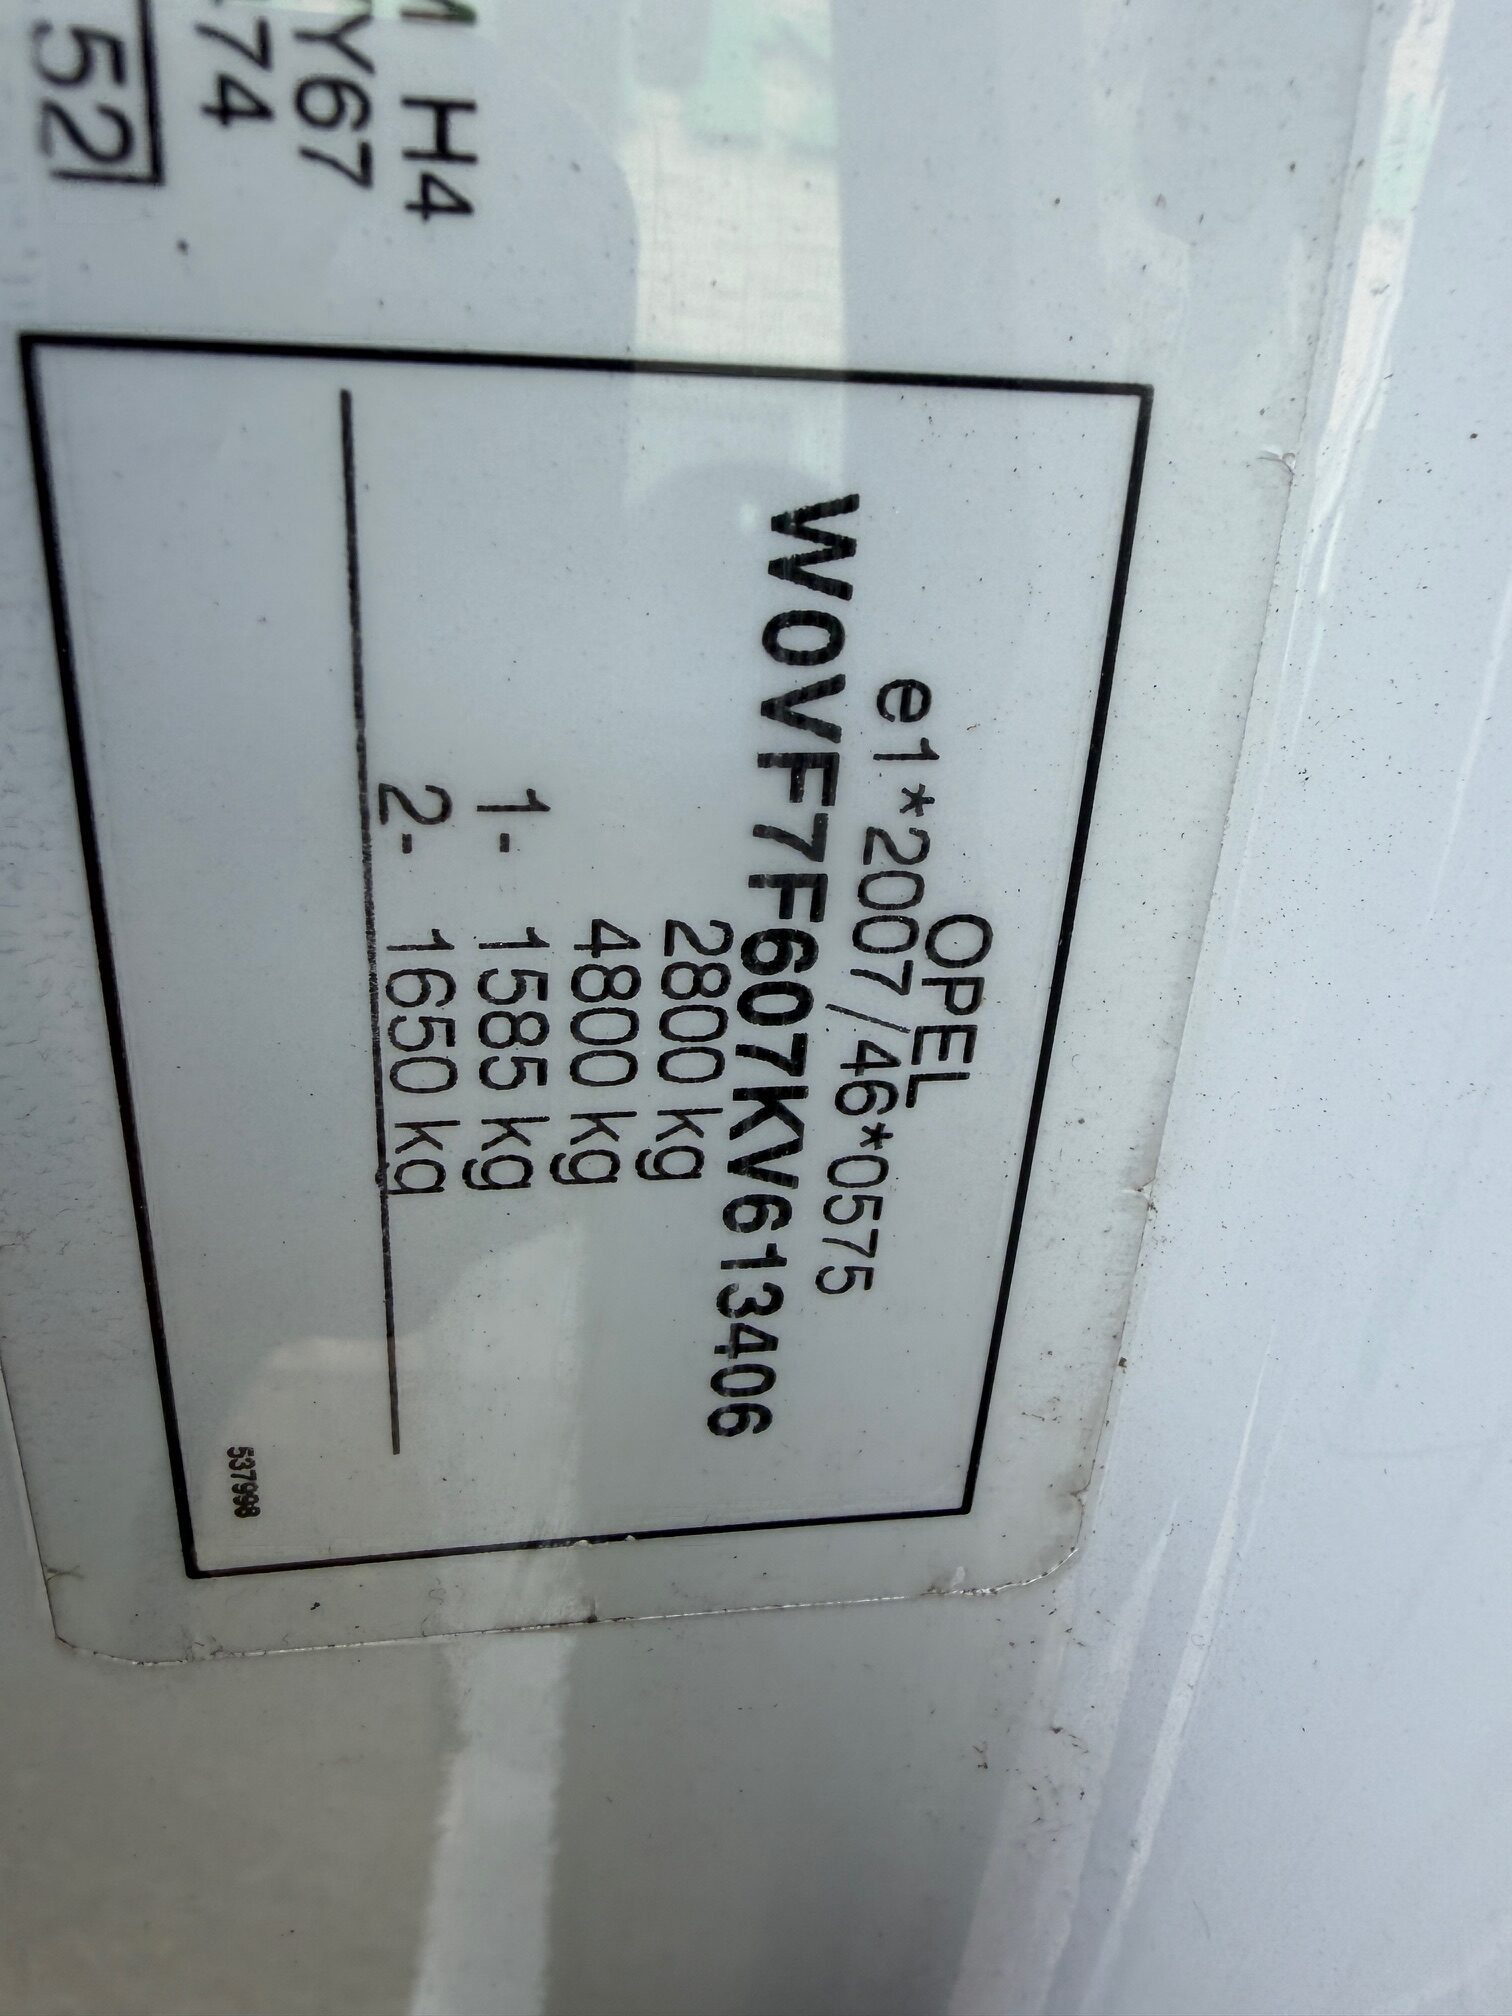 H4
Y67
74
52
OPEL
e1*2007/46*0575
W0VF7F607KV613406
2800 kg
4800 kg
1- 1585 kg
2- 1650 kg
537998